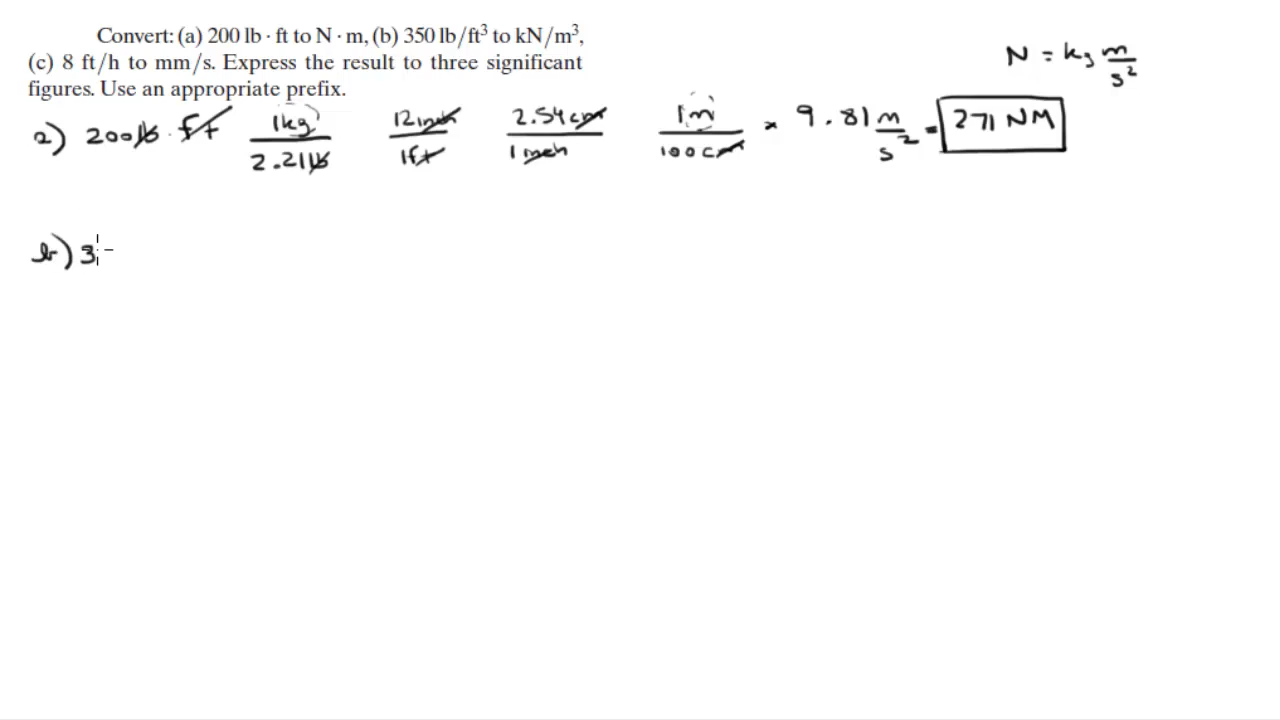 Convert: (a) 200 lb · ft to N · m, (b) 350 lb/ft³ to kN/m³,
(c) 8 ft/h to mm/s. Express the result to three significant
figures. Use an appropriate prefix.
N = kg m/s²
a) 200 lb · ft 1kg/2.21lb 12inch/1ft 2.54cm/1inch 1m/100cm × 9.81 m/s² = 271 NM
b) 3